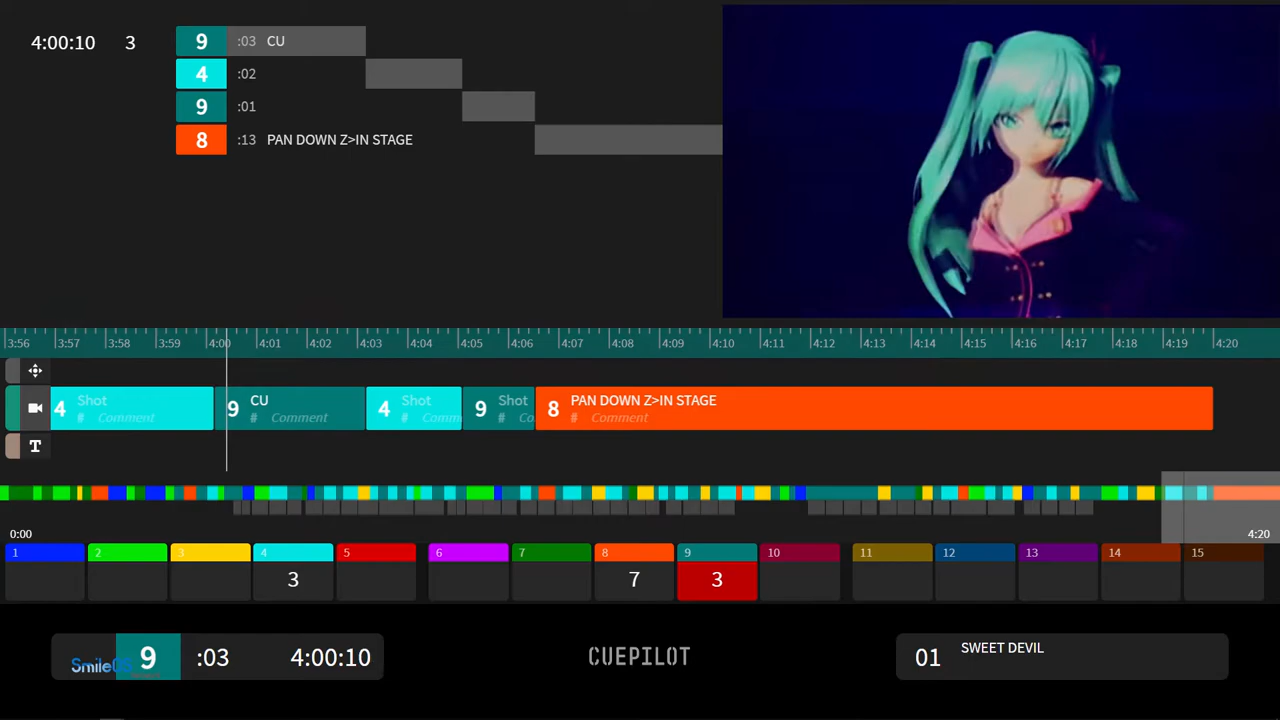 4:00:10 3 9 :03 CU
4 :02
9 :01
8 :13 PAN DOWN Z>IN STAGE
3:56 3:57 3:58 3:59 4:00 4:01 4:02 4:03 4:04 4:05 4:06 4:07 4:08 4:09 4:10 4:11 4:12 4:13 4:14 4:15 4:16 4:17 4:18 4:19 4:20
4 Shot 9 CU 4 Shot 9 Shot 8 PAN DOWN Z>IN STAGE
# Comment # Comment # Comm # Co # Comment
T
0:00 4:20
1 2 3 4 5 6 7 8 9 10 11 12 13 14 15
3 7 3
9 :03 4:00:10 CUEPILOT 01 SWEET DEVIL